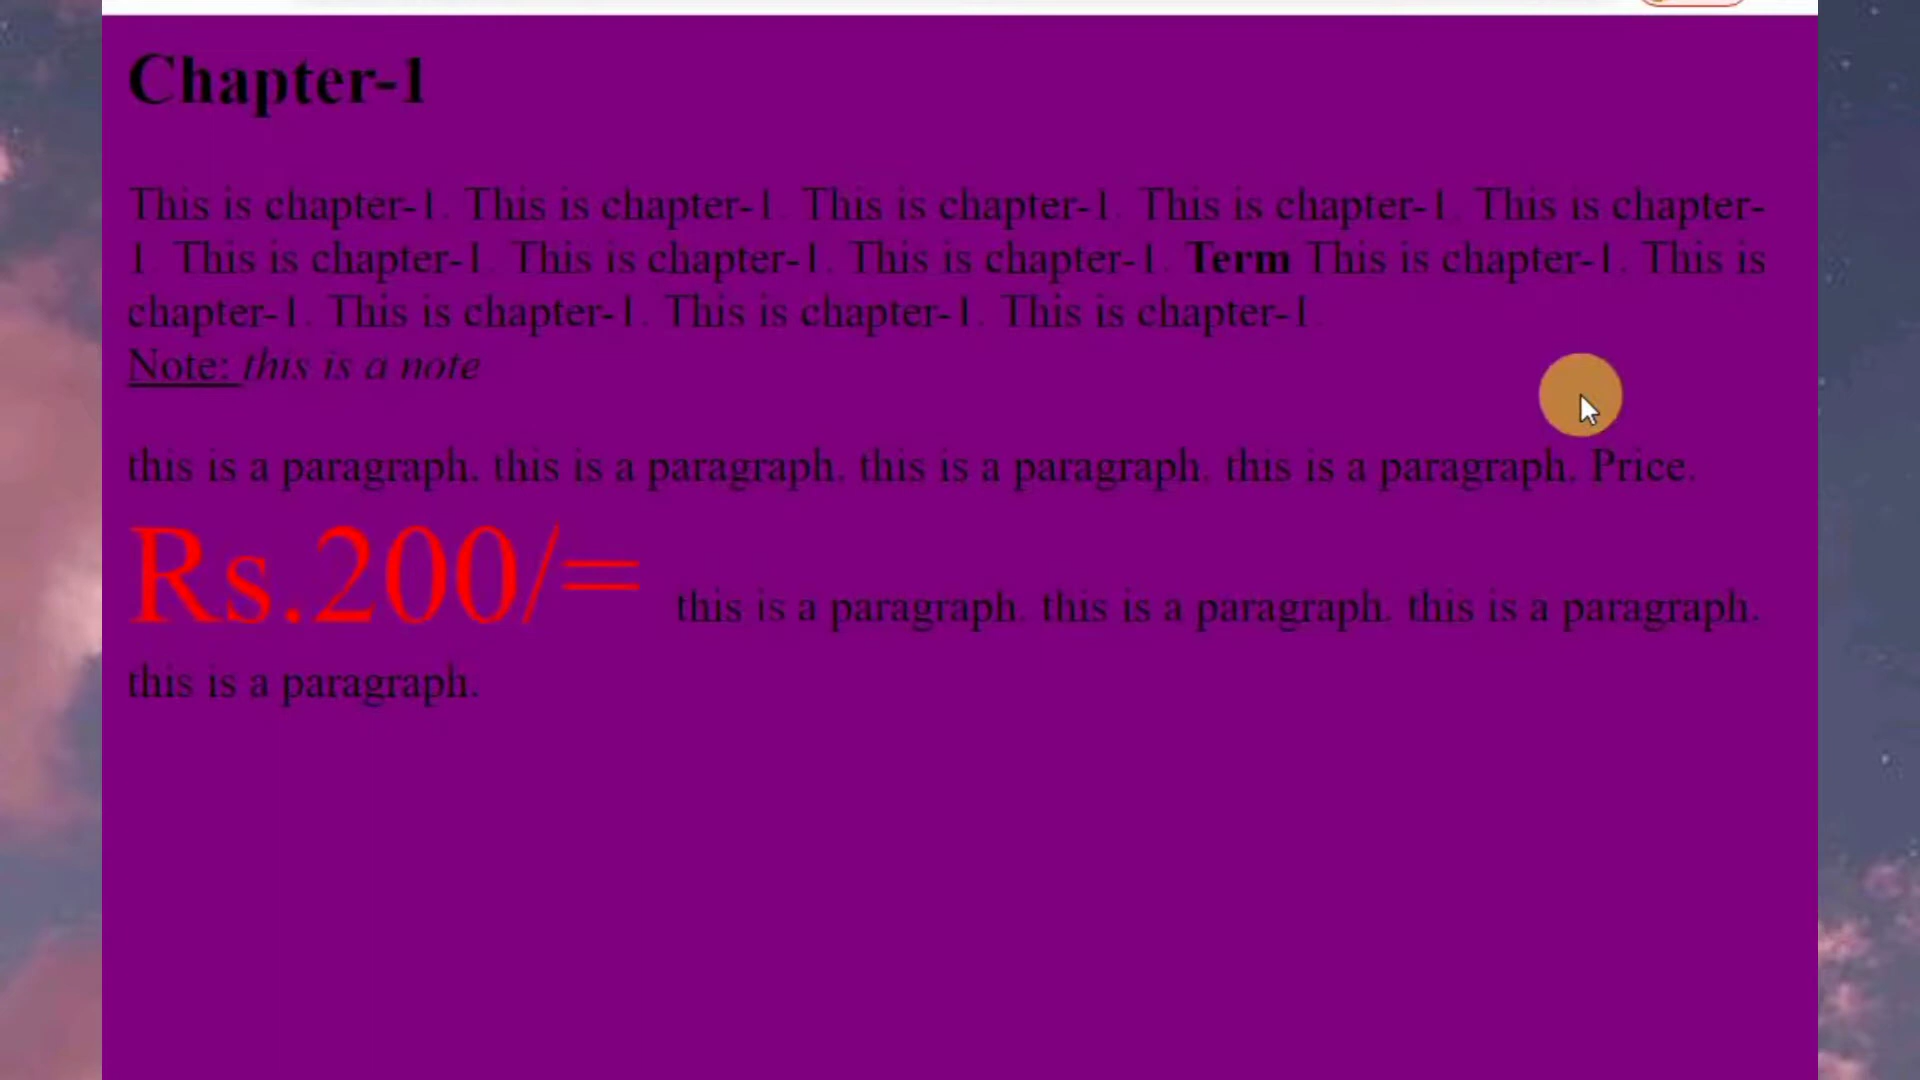 Chapter-1
This is chapter-1. This is chapter-1. This is chapter-1. This is chapter-1. This is chapter-
1. This is chapter-1. This is chapter-1. This is chapter-1. Term This is chapter-1. This is
chapter-1. This is chapter-1. This is chapter-1. This is chapter-1.
Note: this is a note
this is a paragraph. this is a paragraph. this is a paragraph. this is a paragraph. Price.
Rs.200/= this is a paragraph. this is a paragraph. this is a paragraph.
this is a paragraph.